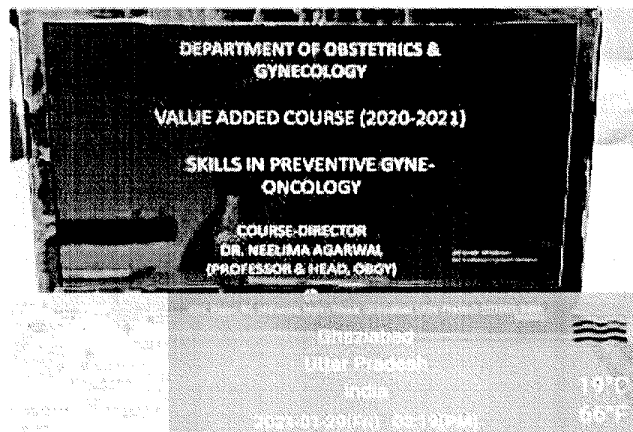 DEPARTMENT OF OBSTETRICS &
GYNECOLOGY
VALUE ADDED COURSE (2020-2021)
SKILLS IN PREVENTIVE GYNE-
ONCOLOGY
COURSE-DIRECTOR
DR. NEELIMA AGARWAL
(PROFESSOR & HEAD, OBGY)
Ghaziabad
Uttar Pradesh
India
19°C
66°F